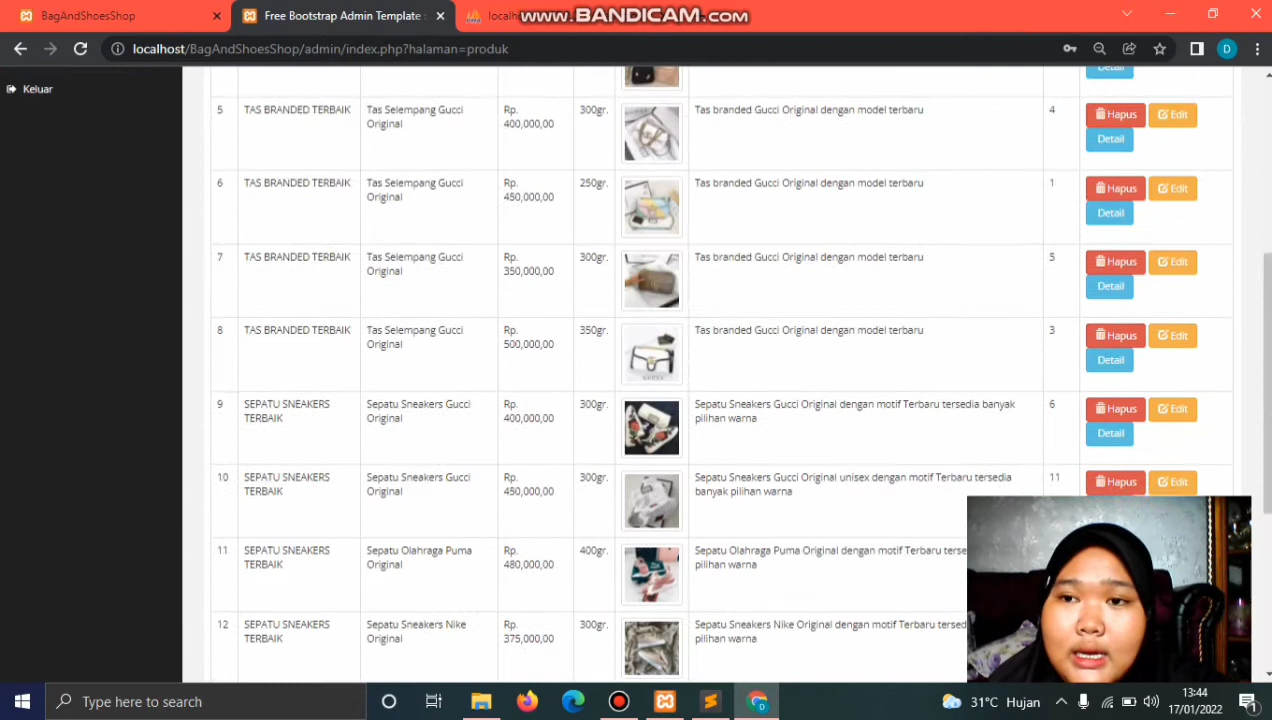 BagAndShoesShop
Free Bootstrap Admin Template
localh
www.BANDICAM.com
localhost/BagAndShoesShop/admin/index.php?halaman=produk
D
Keluar
Detail
5 TAS BRANDED TERBAIK Tas Selempang Gucci Rp. 300gr. Tas branded Gucci Original dengan model terbaru 4 Hapus Edit
Original 400,000,00 Detail
6 TAS BRANDED TERBAIK Tas Selempang Gucci Rp. 250gr. Tas branded Gucci Original dengan model terbaru 1 Hapus Edit
Original 450,000,00 Detail
7 TAS BRANDED TERBAIK Tas Selempang Gucci Rp. 300gr. Tas branded Gucci Original dengan model terbaru 5 Hapus Edit
Original 350,000,00 Detail
8 TAS BRANDED TERBAIK Tas Selempang Gucci Rp. 350gr. Tas branded Gucci Original dengan model terbaru 3 Hapus Edit
Original 500,000,00 Detail
9 SEPATU SNEAKERS Sepatu Sneakers Gucci Rp. 300gr. Sepatu Sneakers Gucci Original dengan motif Terbaru tersedia banyak 6 Hapus Edit
TERBAIK Original 400,000,00 pilihan warna Detail
10 SEPATU SNEAKERS Sepatu Sneakers Gucci Rp. 300gr. Sepatu Sneakers Gucci Original unisex dengan motif Terbaru tersedia 11 Hapus Edit
TERBAIK Original 450,000,00 banyak pilihan warna
11 SEPATU SNEAKERS Sepatu Olahraga Puma Rp. 400gr. Sepatu Olahraga Puma Original dengan motif Terbaru terse
TERBAIK Original 480,000,00 pilihan warna
12 SEPATU SNEAKERS Sepatu Sneakers Nike Rp. 300gr. Sepatu Sneakers Nike Original dengan motif Terbaru tersed
TERBAIK Original 375,000,00 pilihan warna
Type here to search
31°C Hujan
13:44
17/01/2022